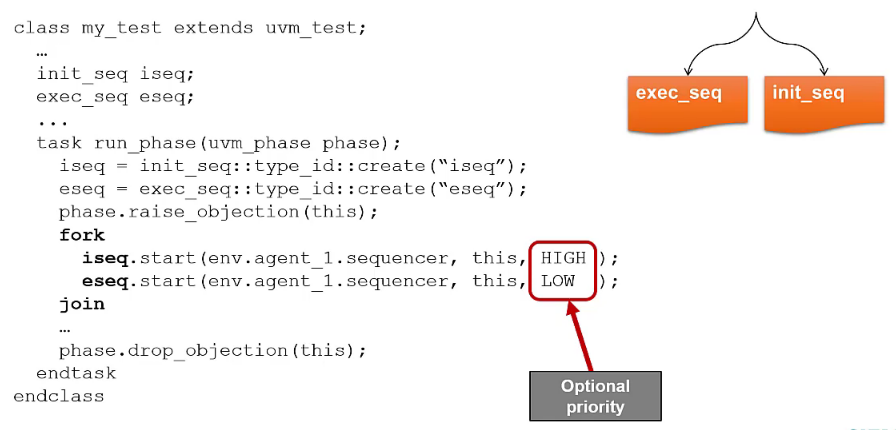 class my_test extends uvm_test;
…
init_seq iseq;
exec_seq eseq;
...
task run_phase(uvm_phase phase);
iseq = init_seq::type_id::create(“iseq”);
eseq = exec_seq::type_id::create(“eseq”);
phase.raise_objection(this);
fork
iseq.start(env.agent_1.sequencer, this, HIGH );
eseq.start(env.agent_1.sequencer, this, LOW );
join
…
phase.drop_objection(this);
endtask
endclass
exec_seq
init_seq
Optional
priority